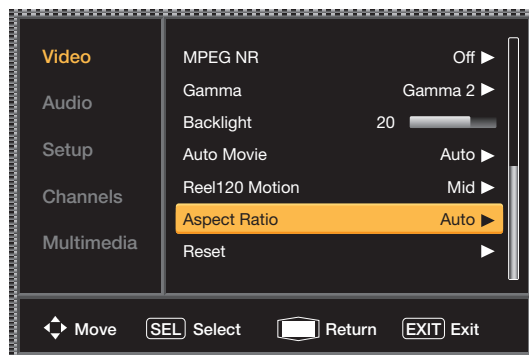 Video
Audio
Setup
Channels
Multimedia
MPEG NR Off
Gamma Gamma 2
Backlight 20
Auto Movie Auto
Reel120 Motion Mid
Aspect Ratio Auto
Reset
Move SEL Select Return EXIT Exit